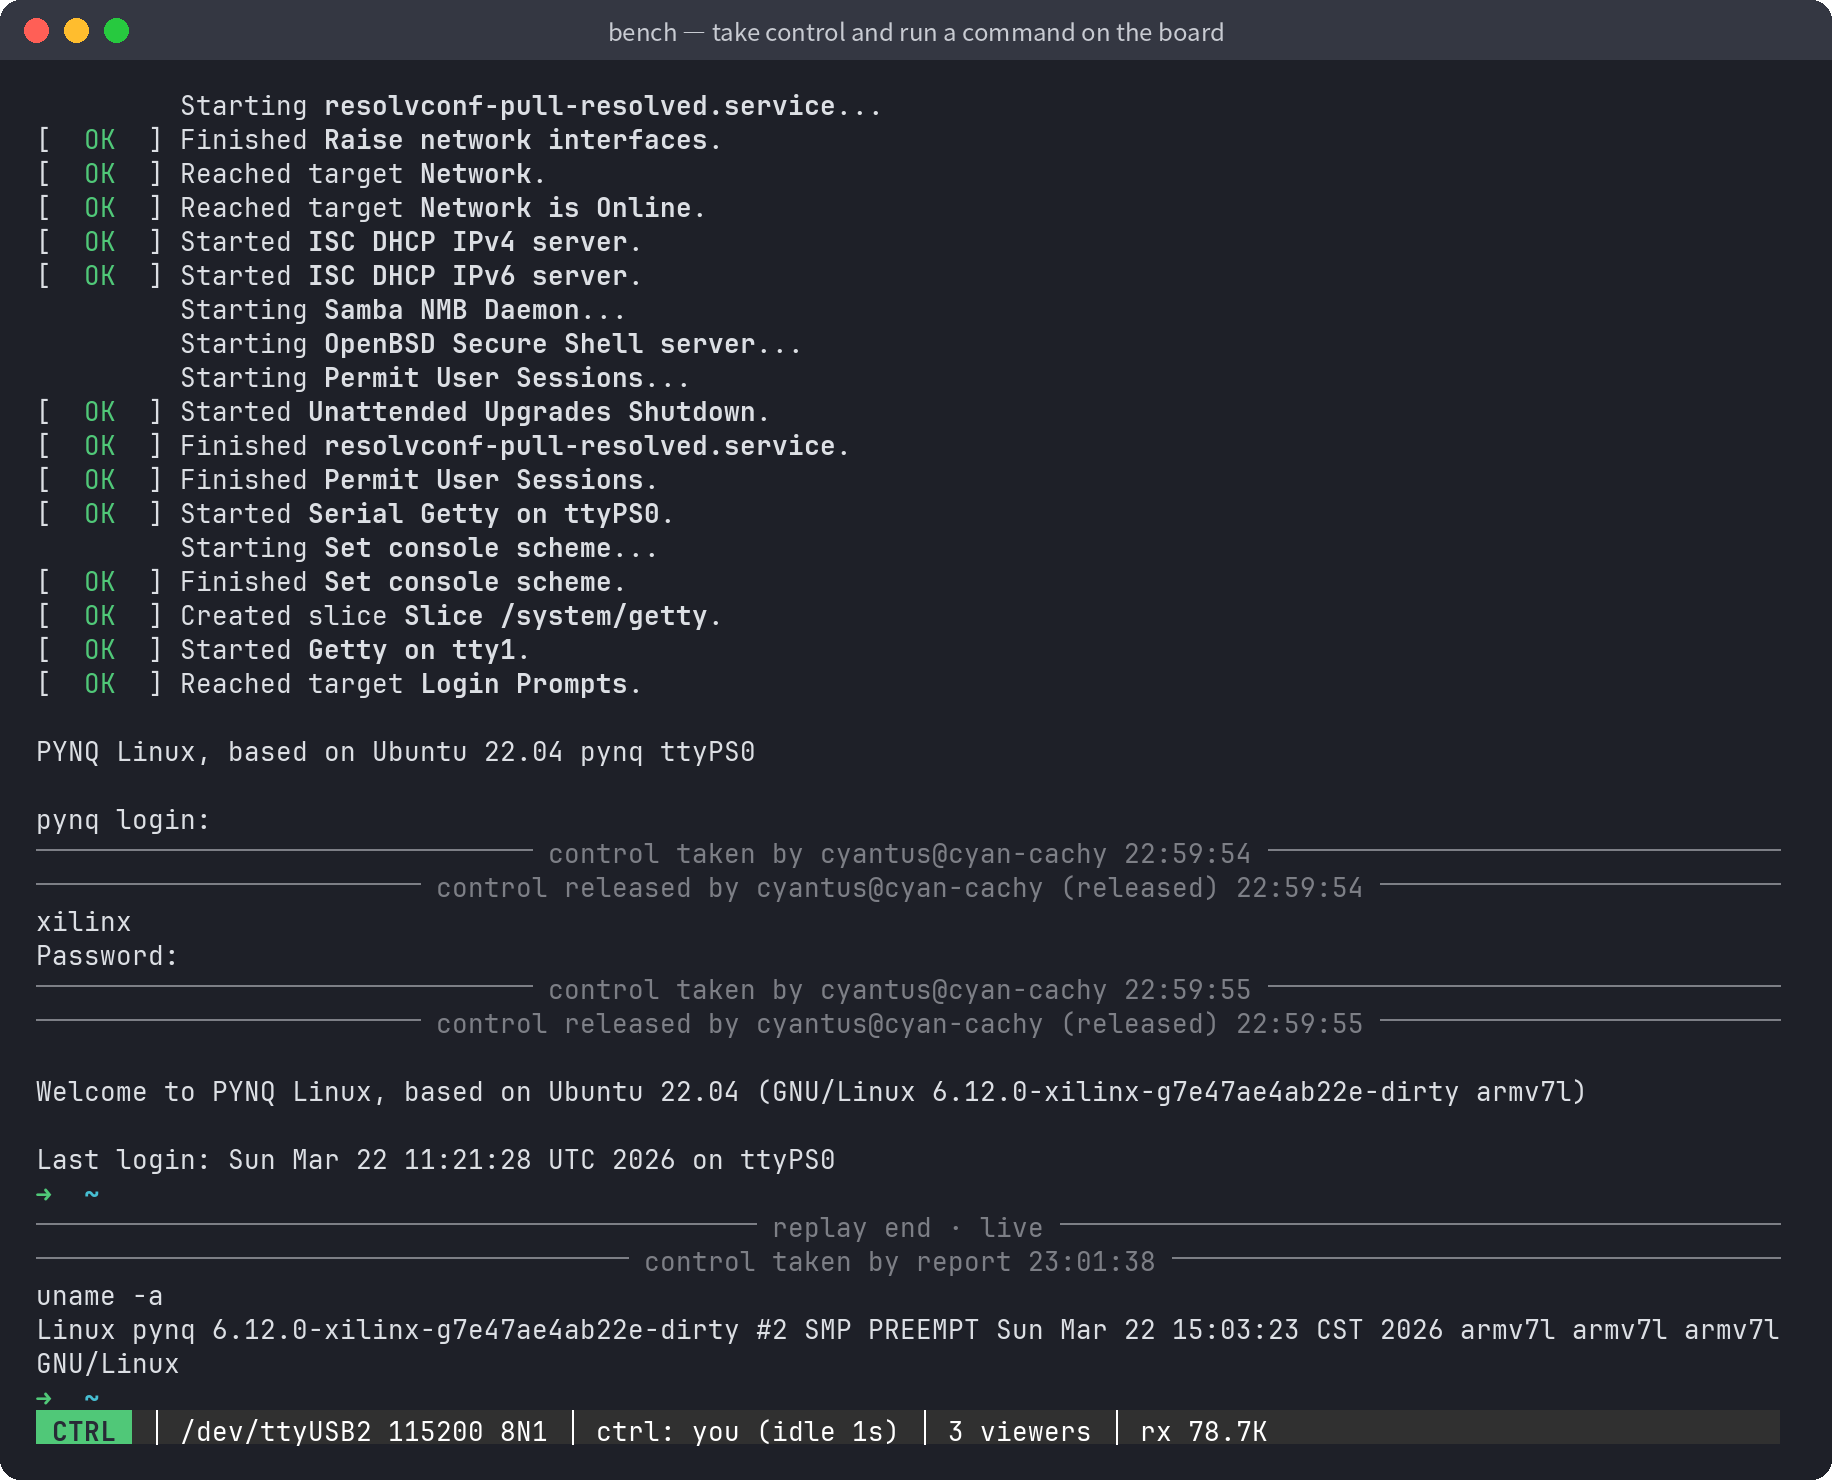 bench — take control and run a command on the board
Starting resolvconf-pull-resolved.service...
[  OK  ] Finished Raise network interfaces.
[  OK  ] Reached target Network.
[  OK  ] Reached target Network is Online.
[  OK  ] Started ISC DHCP IPv4 server.
[  OK  ] Started ISC DHCP IPv6 server.
Starting Samba NMB Daemon...
Starting OpenBSD Secure Shell server...
Starting Permit User Sessions...
[  OK  ] Started Unattended Upgrades Shutdown.
[  OK  ] Finished resolvconf-pull-resolved.service.
[  OK  ] Finished Permit User Sessions.
[  OK  ] Started Serial Getty on ttyPS0.
Starting Set console scheme...
[  OK  ] Finished Set console scheme.
[  OK  ] Created slice Slice /system/getty.
[  OK  ] Started Getty on tty1.
[  OK  ] Reached target Login Prompts.
PYNQ Linux, based on Ubuntu 22.04 pynq ttyPS0
pynq login:
control taken by cyantus@cyan-cachy 22:59:54
control released by cyantus@cyan-cachy (released) 22:59:54
xilinx
Password:
control taken by cyantus@cyan-cachy 22:59:55
control released by cyantus@cyan-cachy (released) 22:59:55
Welcome to PYNQ Linux, based on Ubuntu 22.04 (GNU/Linux 6.12.0-xilinx-g7e47ae4ab22e-dirty armv7l)
Last login: Sun Mar 22 11:21:28 UTC 2026 on ttyPS0
➜  ~
replay end · live
control taken by report 23:01:38
uname -a
Linux pynq 6.12.0-xilinx-g7e47ae4ab22e-dirty #2 SMP PREEMPT Sun Mar 22 15:03:23 CST 2026 armv7l armv7l armv7l
GNU/Linux
➜  ~
CTRL │ /dev/ttyUSB2 115200 8N1 │ ctrl: you (idle 1s) │ 3 viewers │ rx 78.7K